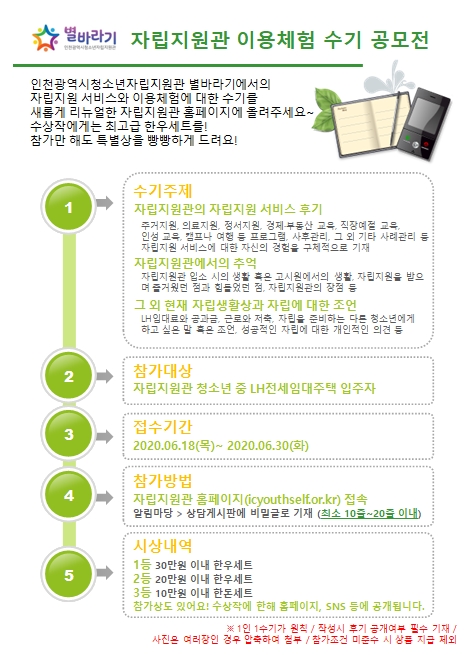 별바라기
인천광역시청소년자립지원관
자립지원관 이용체험 수기 공모전
인천광역시청소년자립지원관 별바라기에서의
자립지원 서비스와 이용체험에 대한 수기를
새롭게 리뉴얼한 자립지원관 홈페이지에 올려주세요~
수상작에게는 최고급 한우세트를!
참가만 해도 특별상을 빵빵하게 드려요!
1
수기주제
자립지원관의 자립지원 서비스 후기
주거지원, 의료지원, 정서지원, 경제·부동산 교육, 직장예절 교육,
인성 교육, 캠프나 여행 등 프로그램, 사후관리, 그 외 기타 사례관리 등
자립지원 서비스에 대한 자신의 경험을 구체적으로 기재
자립지원관에서의 추억
자립지원관 입소 시의 생활 혹은 고시원에서의 생활, 자립지원을 받으
며 즐거웠던 점과 힘들었던 점, 자립지원관의 장점 등
그 외 현재 자립생활상과 자립에 대한 조언
LH임대료와 공과금, 근로와 저축, 자립을 준비하는 다른 청소년에게
하고 싶은 말 혹은 조언, 성공적인 자립에 대한 개인적인 의견 등
2
참가대상
자립지원관 청소년 중 LH전세임대주택 입주자
3
접수기간
2020.06.18(목)~ 2020.06.30(화)
4
참가방법
자립지원관 홈페이지(icyouthself.or.kr) 접속
알림마당 > 상담게시판에 비밀글로 기재 (최소 10줄~20줄 이내)
5
시상내역
1등 30만원 이내 한우세트
2등 20만원 이내 한우세트
3등 10만원 이내 한돈세트
참가상도 있어요! 수상작에 한해 홈페이지, SNS 등에 공개됩니다.
※ 1인 1수기가 원칙 / 작성시 후기 공개여부 필수 기재 /
사진은 여러장인 경우 압축하여 첨부 / 참가조건 미준수 시 상품 지급 제외